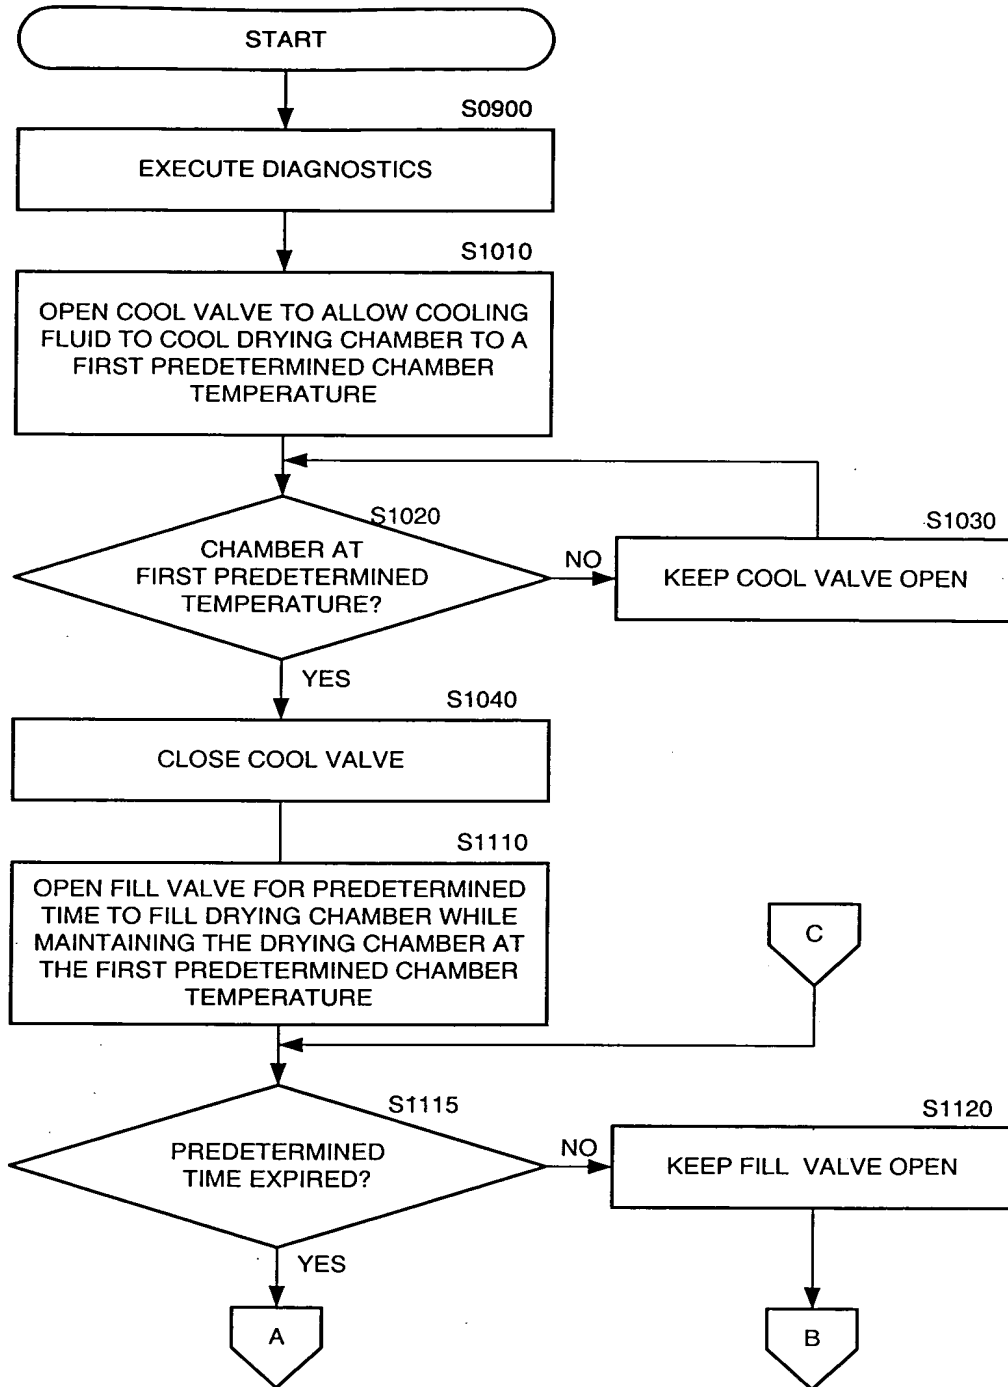 START
S0900
EXECUTE DIAGNOSTICS
S1010
OPEN COOL VALVE TO ALLOW COOLING
FLUID TO COOL DRYING CHAMBER TO A
FIRST PREDETERMINED CHAMBER
TEMPERATURE
S1020
CHAMBER AT
FIRST PREDETERMINED
TEMPERATURE?
NO
S1030
KEEP COOL VALVE OPEN
YES
S1040
CLOSE COOL VALVE
S1110
OPEN FILL VALVE FOR PREDETERMINED
TIME TO FILL DRYING CHAMBER WHILE
MAINTAINING THE DRYING CHAMBER AT
THE FIRST PREDETERMINED CHAMBER
TEMPERATURE
C
S1115
PREDETERMINED
TIME EXPIRED?
NO
S1120
KEEP FILL VALVE OPEN
YES
A
B